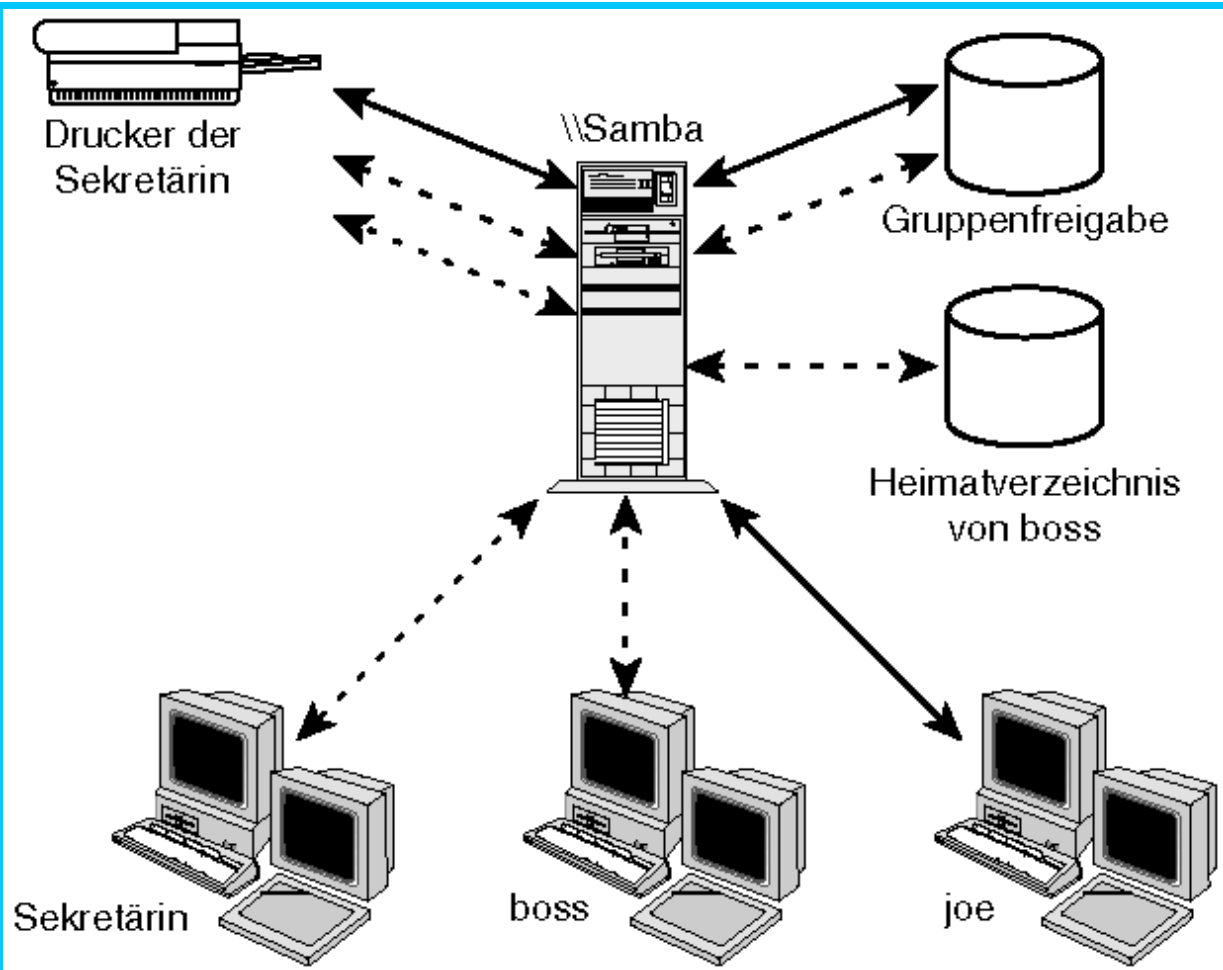 Drucker der
Sekretärin
\\Samba
Gruppenfreigabe
Heimatverzeichnis
von boss
Sekretärin
boss
joe